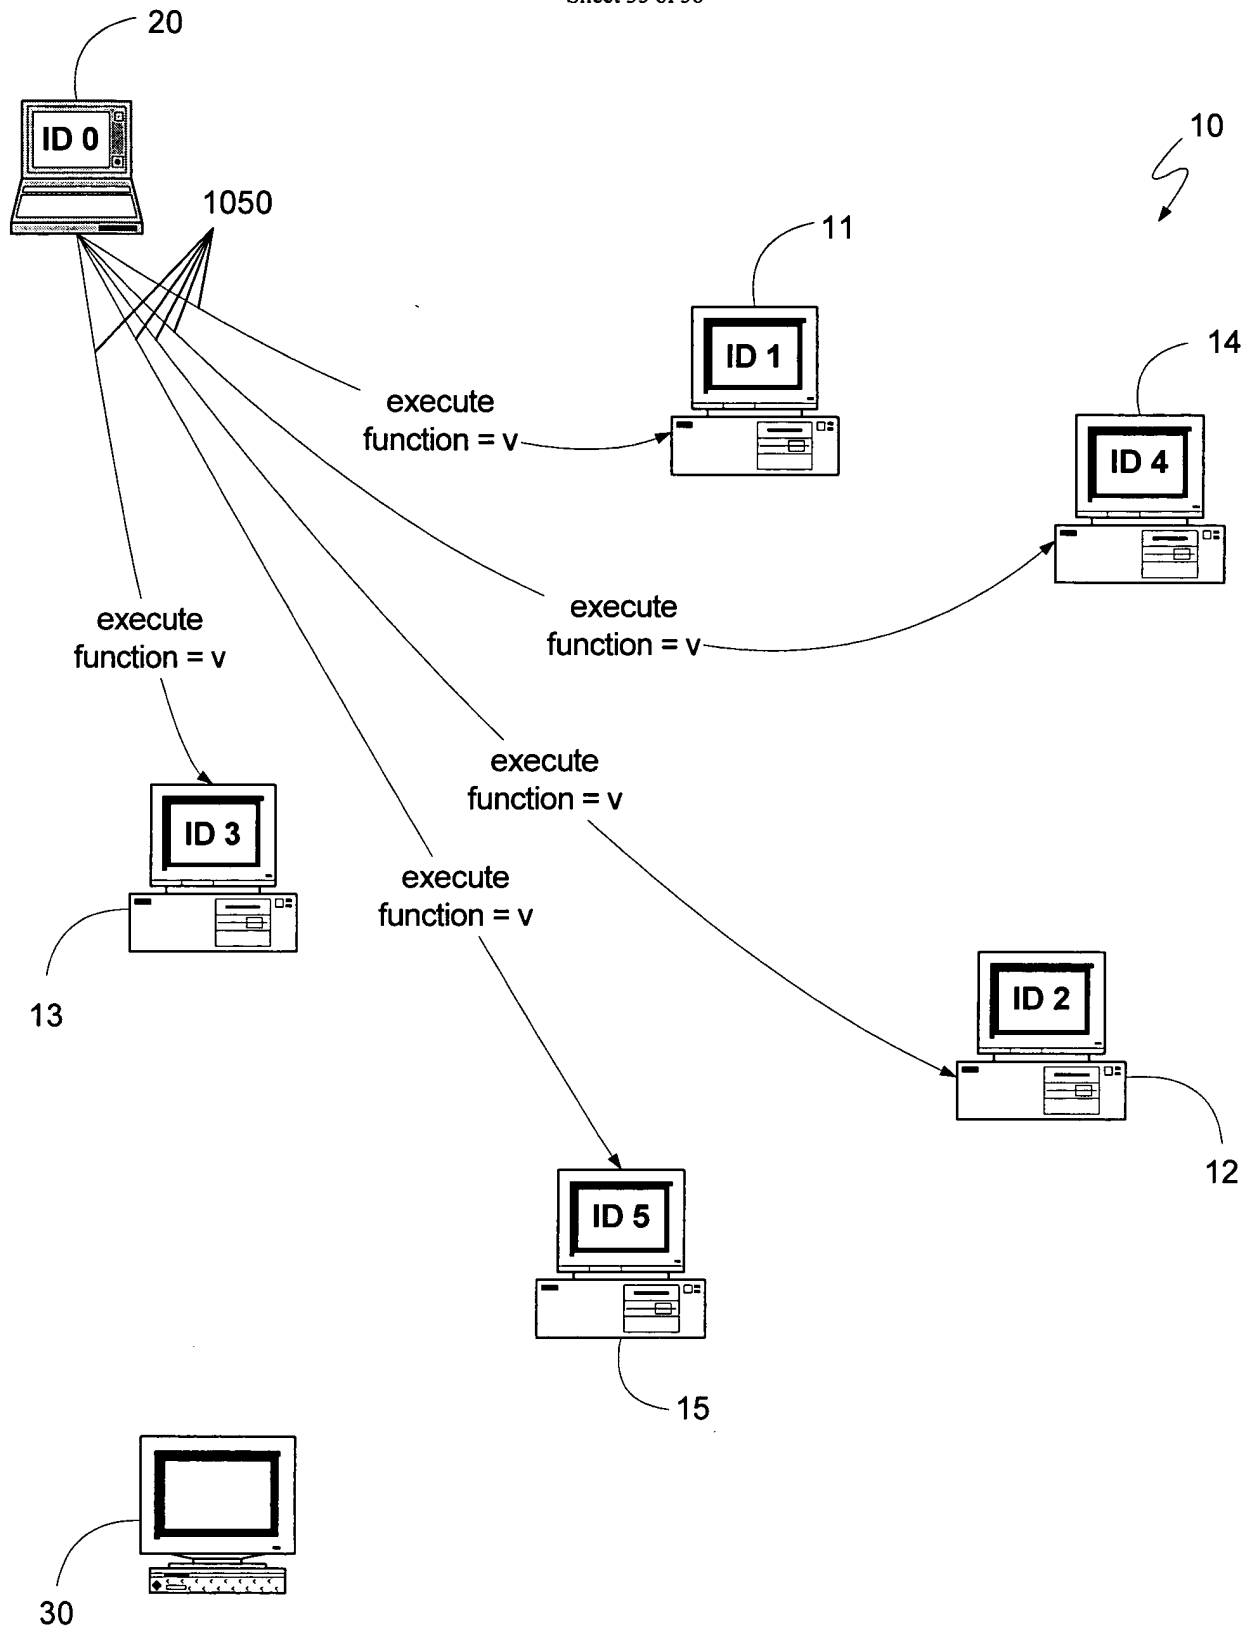 20
ID 0
10
1050
11
ID 1
14
execute
function = v
ID 4
execute
function = v
execute
function = v
execute
function = v
ID 3
execute
function = v
13
ID 2
12
ID 5
15
30